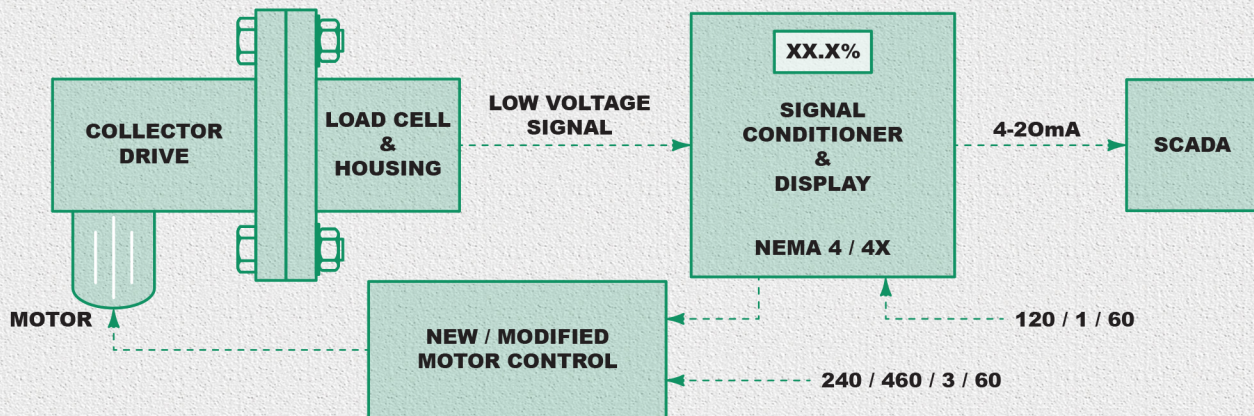 XX.X%
COLLECTOR
DRIVE
LOAD CELL
&
HOUSING
LOW VOLTAGE
SIGNAL
SIGNAL
CONDITIONER
&
DISPLAY
NEMA 4 / 4X
4-20mA
SCADA
MOTOR
NEW / MODIFIED
MOTOR CONTROL
120 / 1 / 60
240 / 460 / 3 / 60